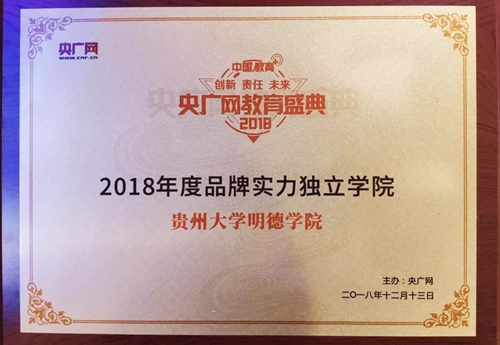 央广网
www.cnr.cn
中国教育
创新 责任 未来
央广网教育盛典
2018
2018年度品牌实力独立学院
贵州大学明德学院
主办：央广网
二〇一八年十二月十三日